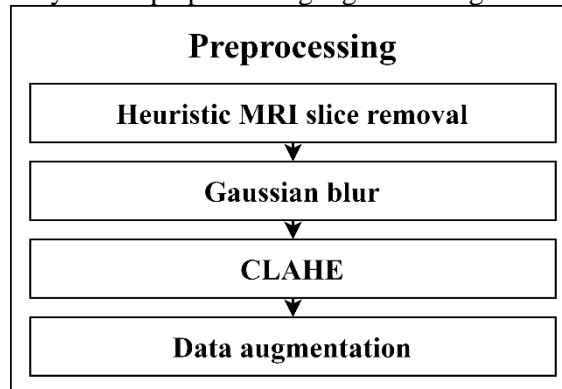 Preprocessing
Heuristic MRI slice removal
Gaussian blur
CLAHE
Data augmentation